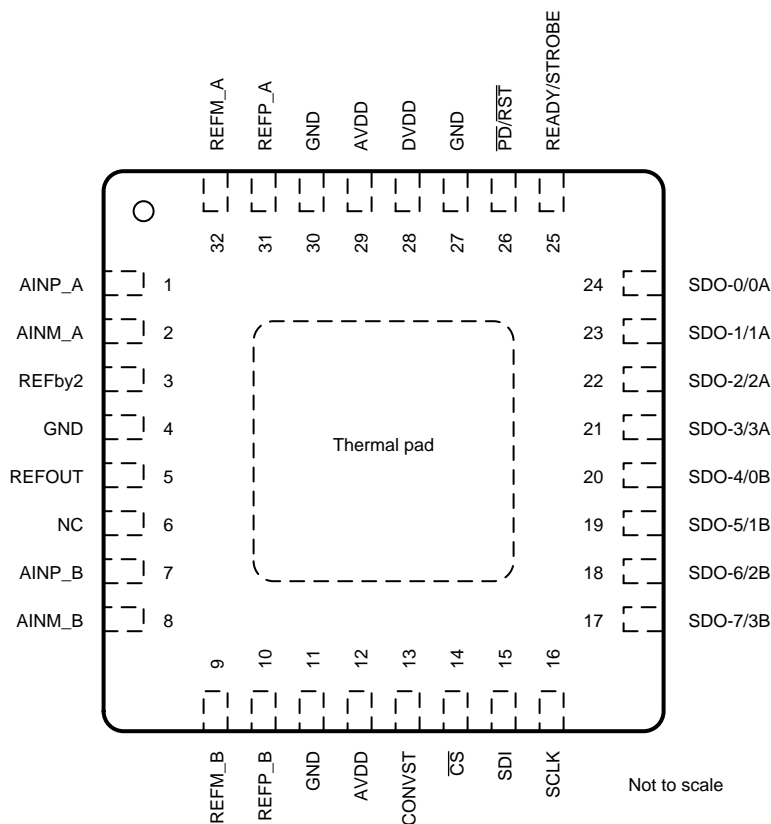 REFM_A
REFP_A
GND
AVDD
DVDD
GND
PD/RST
READY/STROBE
32
31
30
29
28
27
26
25
AINP_A 1
AINM_A 2
REFby2 3
GND 4
REFOUT 5
NC 6
AINP_B 7
AINM_B 8
24 SDO-0/0A
23 SDO-1/1A
22 SDO-2/2A
21 SDO-3/3A
20 SDO-4/0B
19 SDO-5/1B
18 SDO-6/2B
17 SDO-7/3B
Thermal pad
9
10
11
12
13
14
15
16
REFM_B
REFP_B
GND
AVDD
CONVST
CS
SDI
SCLK
Not to scale